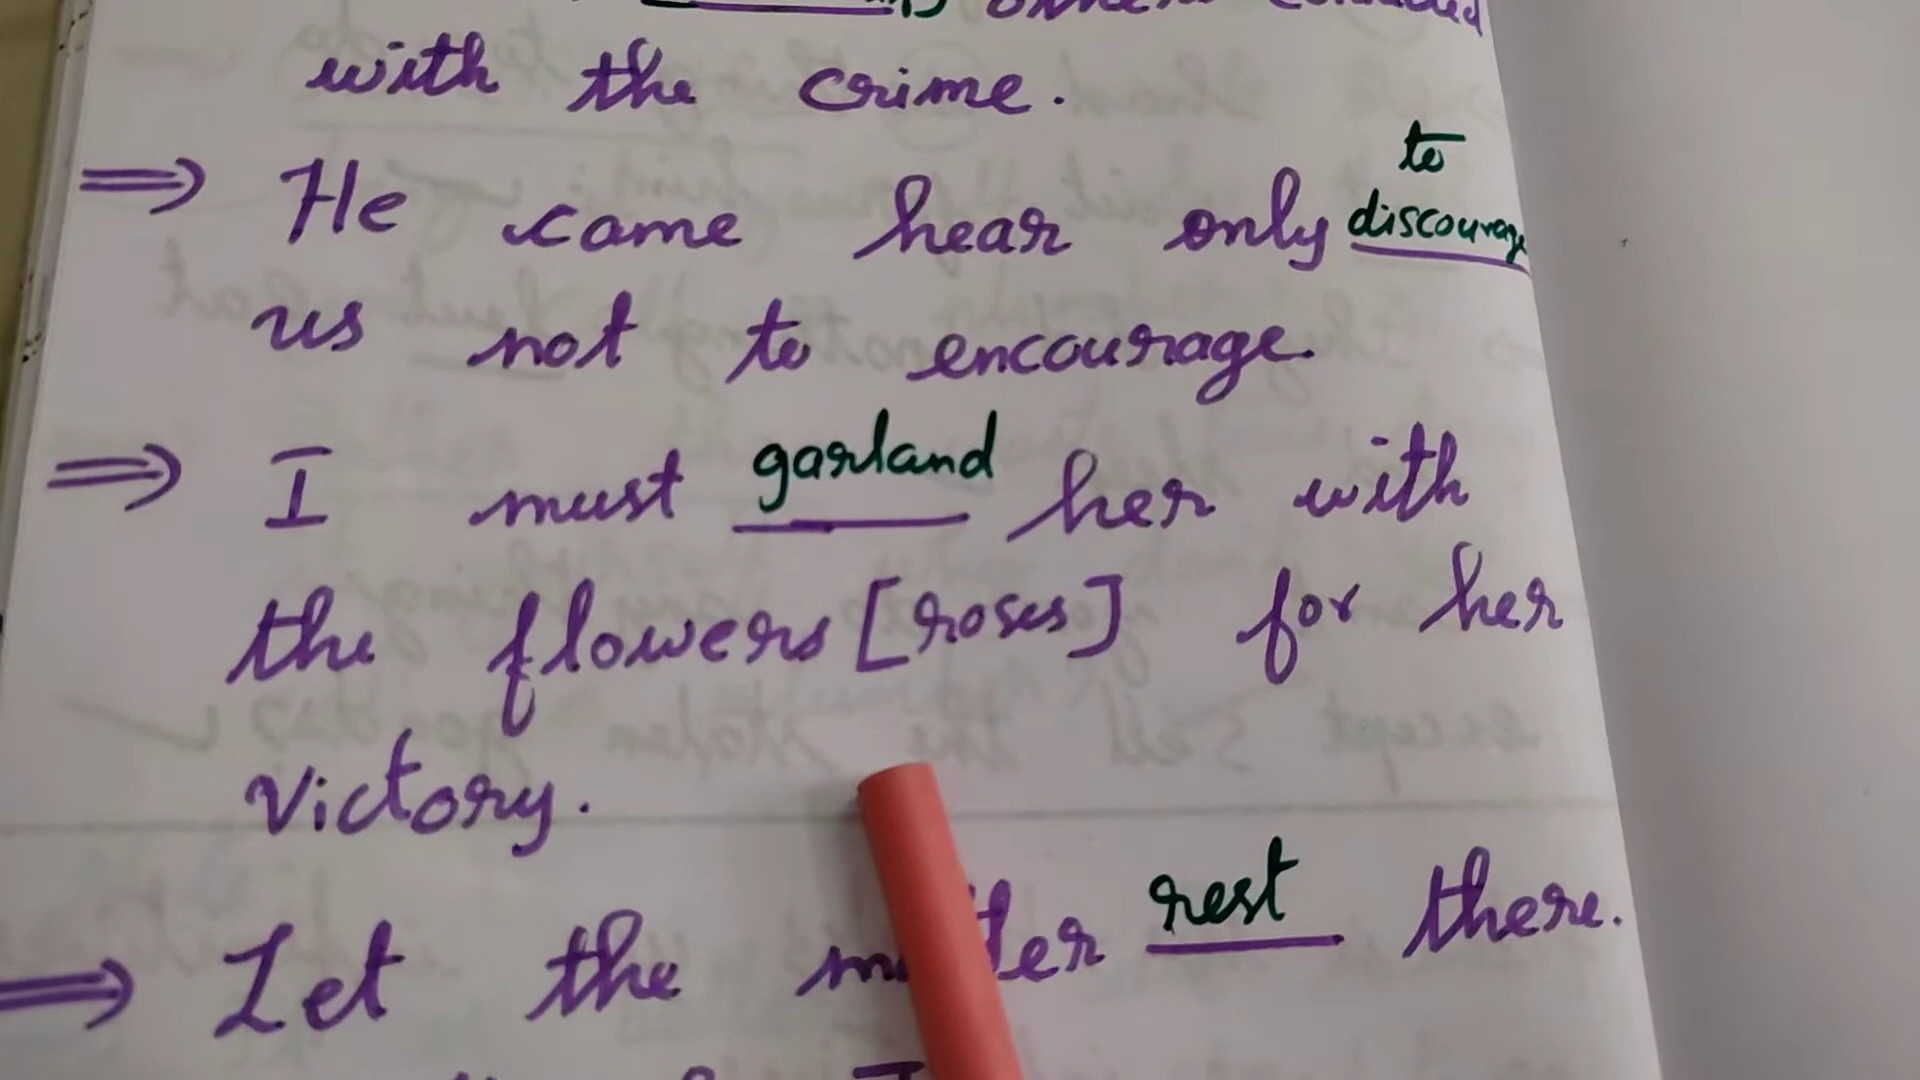 with the crime.
⇒ He came hear only to discourage
us not to encourage.
⇒ I must garland her with
the flowers [roses] for her
victory.
⇒ Let the rest there.